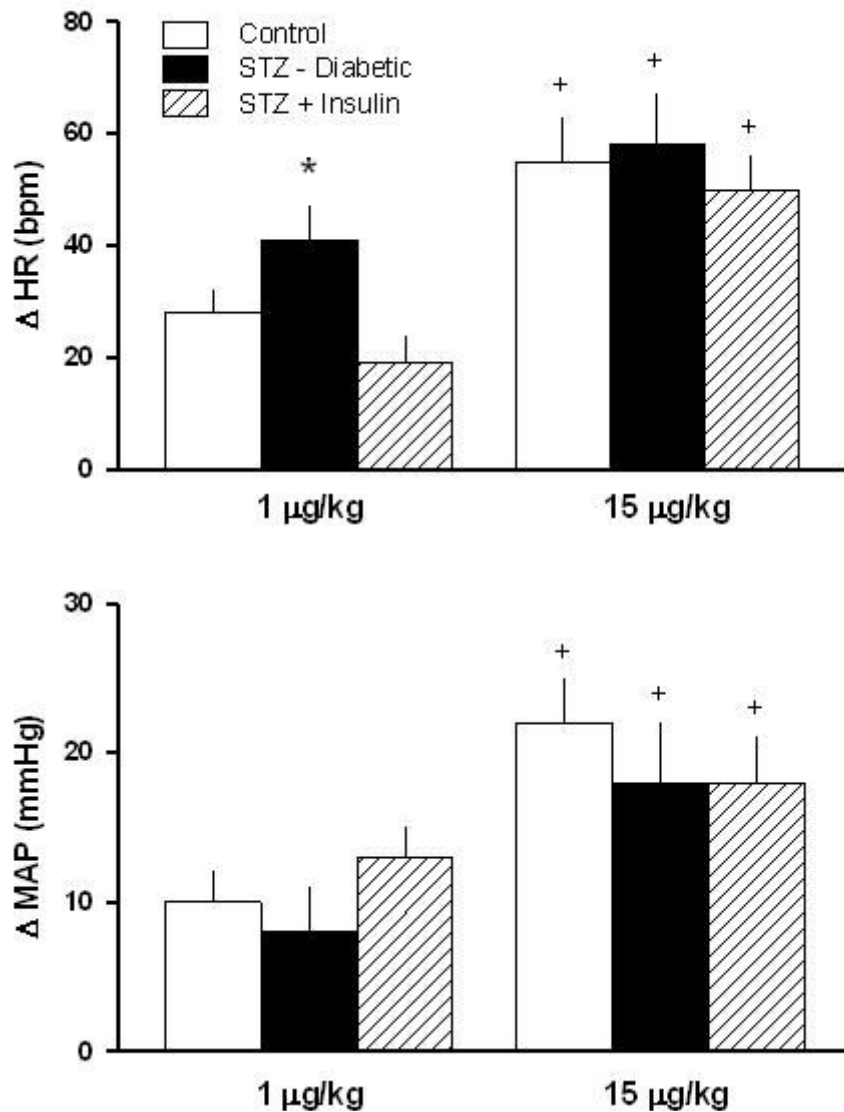 80
60
40
20
0
Δ HR (bpm)
Control
STZ - Diabetic
STZ + Insulin
*
+
+
+
1 μg/kg
15 μg/kg
30
20
10
0
Δ MAP (mmHg)
+
+
+
1 μg/kg
15 μg/kg